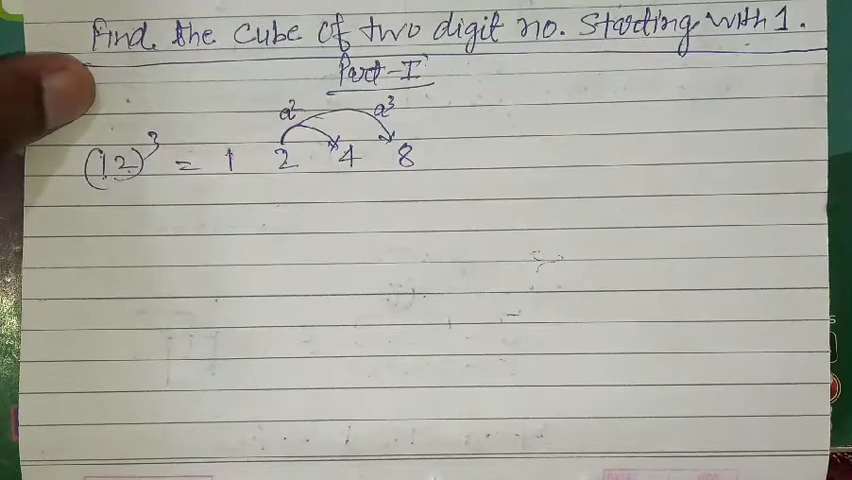 Find the cube of two digit no. Starting with 1.
Part-I
a² a³
(12)³ = 1 2 4 8